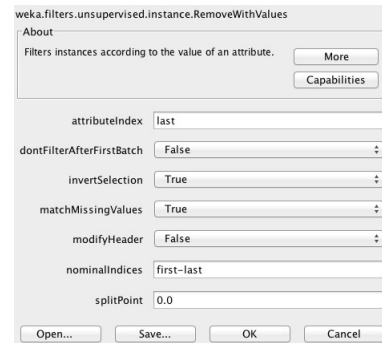 weka.filters.unsupervised.instance.RemoveWithValues
About
Filters instances according to the value of an attribute.
More
Capabilities
attributeIndex last
dontFilterAfterFirstBatch False
invertSelection True
matchMissingValues True
modifyHeader False
nominalIndices first-last
splitPoint 0.0
Open... Save... OK Cancel